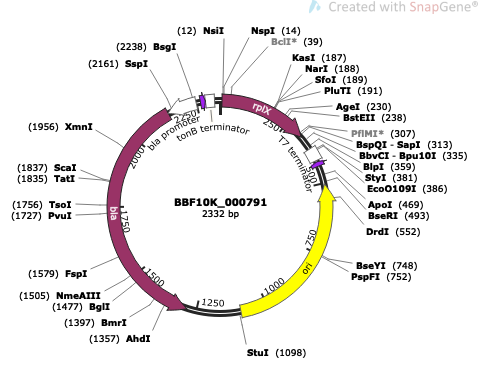 Created with SnapGene®
(12) NsiI
NspI (14)
BclI* (39)
(2238) BsgI
(2161) SspI
KasI (187)
NarI (188)
SfoI (189)
PluTI (191)
AgeI (230)
BstEII (238)
PflMI* (307)
BspQI - SapI (313)
BbvCI - Bpu10I (335)
BlpI (359)
StyI (381)
EcoO109I (386)
ApoI (469)
BseRI (493)
DrdI (552)
BseYI (748)
PspFI (752)
StuI (1098)
(1956) XmnI
(1837) ScaI
(1835) TatI
(1756) TsoI
(1727) PvuI
(1579) FspI
(1505) NmeAIII
(1477) BglI
(1397) BmrI
(1357) AhdI
BBF10K_000791
2332 bp
rplX
bla promoter
tonB terminator
T7 terminator
bla
ori
250
500
750
1000
1250
1500
1750
2000
2250